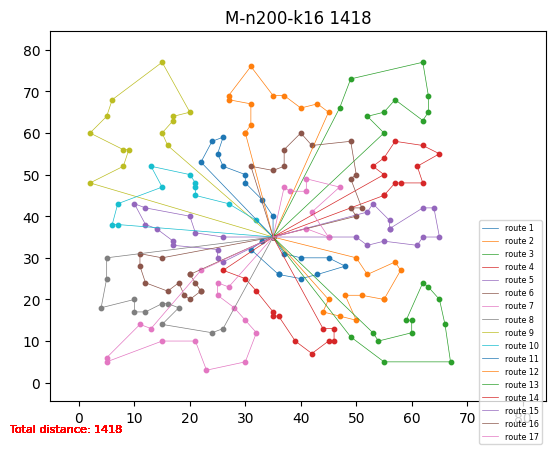 M-n200-k16 1418
80
70
60
50
40
30
20
10
0
0 10 20 30 40 50 60 70 80
route 1
route 2
route 3
route 4
route 5
route 6
route 7
route 8
route 9
route 10
route 11
route 12
route 13
route 14
route 15
route 16
route 17
Total distance: 1418